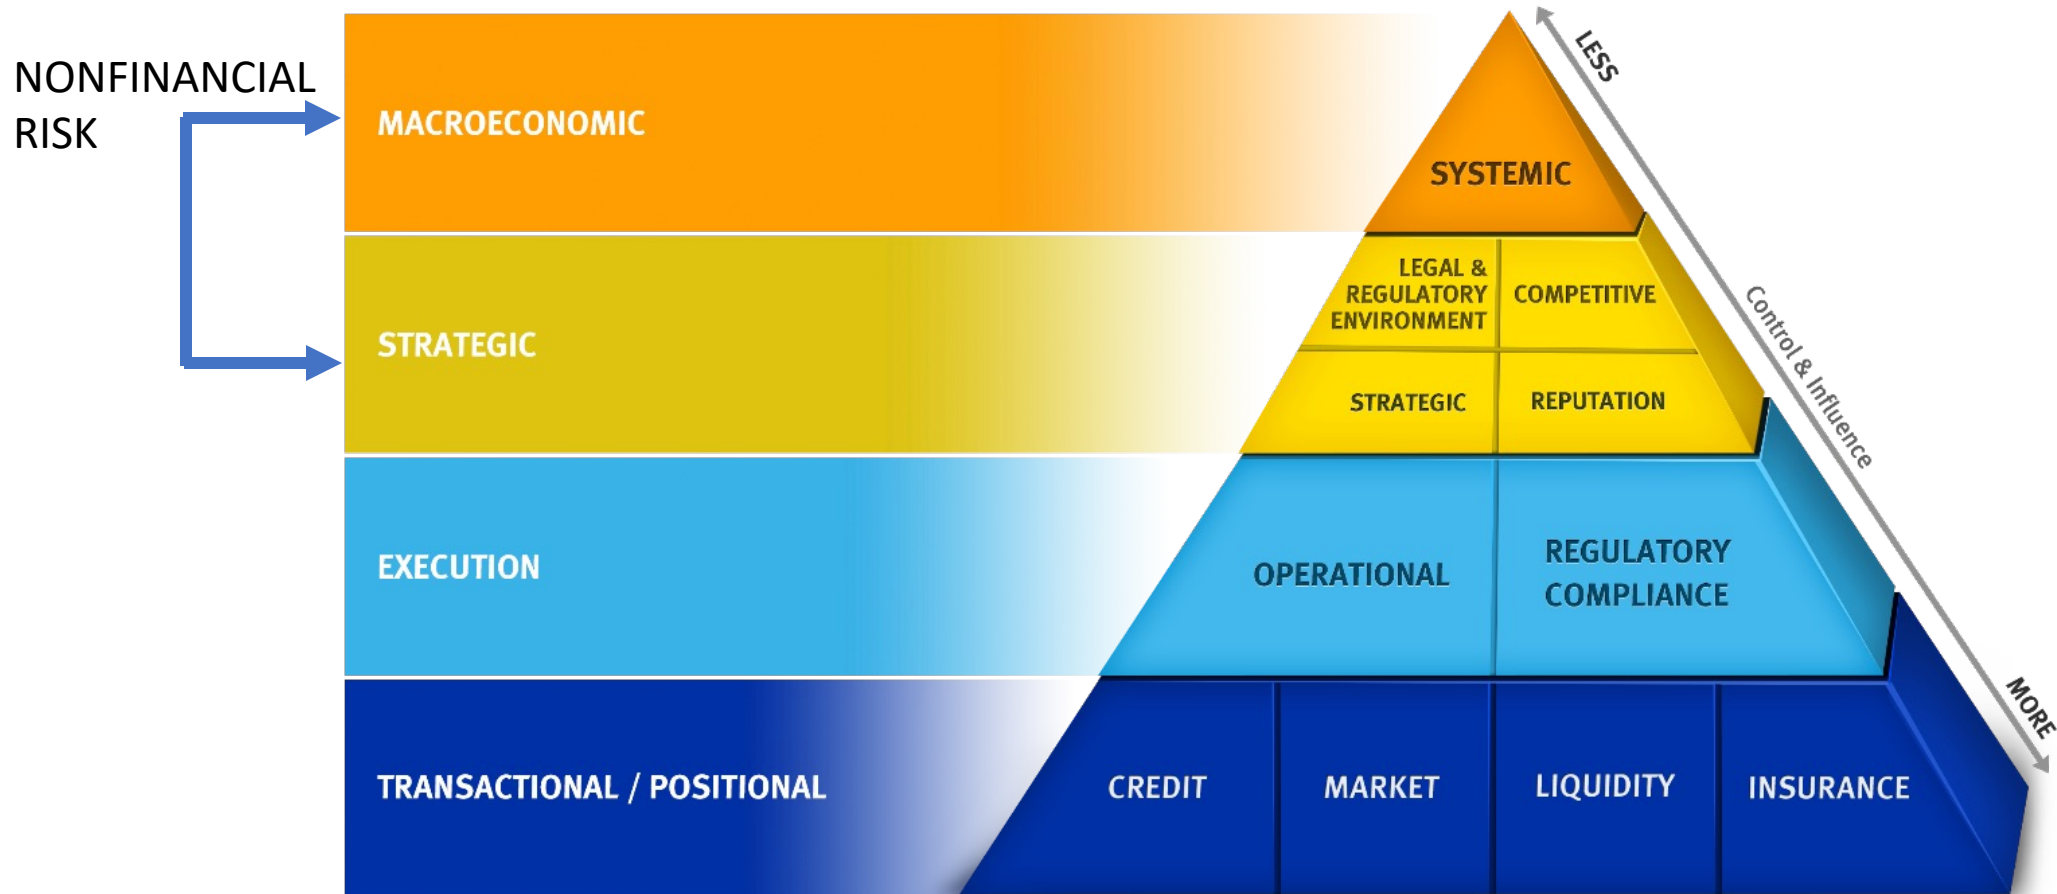 NONFINANCIAL
RISK
MACROECONOMIC
SYSTEMIC
LESS
STRATEGIC
LEGAL &
REGULATORY
ENVIRONMENT
COMPETITIVE
STRATEGIC
REPUTATION
Control & Influence
EXECUTION
OPERATIONAL
REGULATORY
COMPLIANCE
MORE
TRANSACTIONAL / POSITIONAL
CREDIT
MARKET
LIQUIDITY
INSURANCE